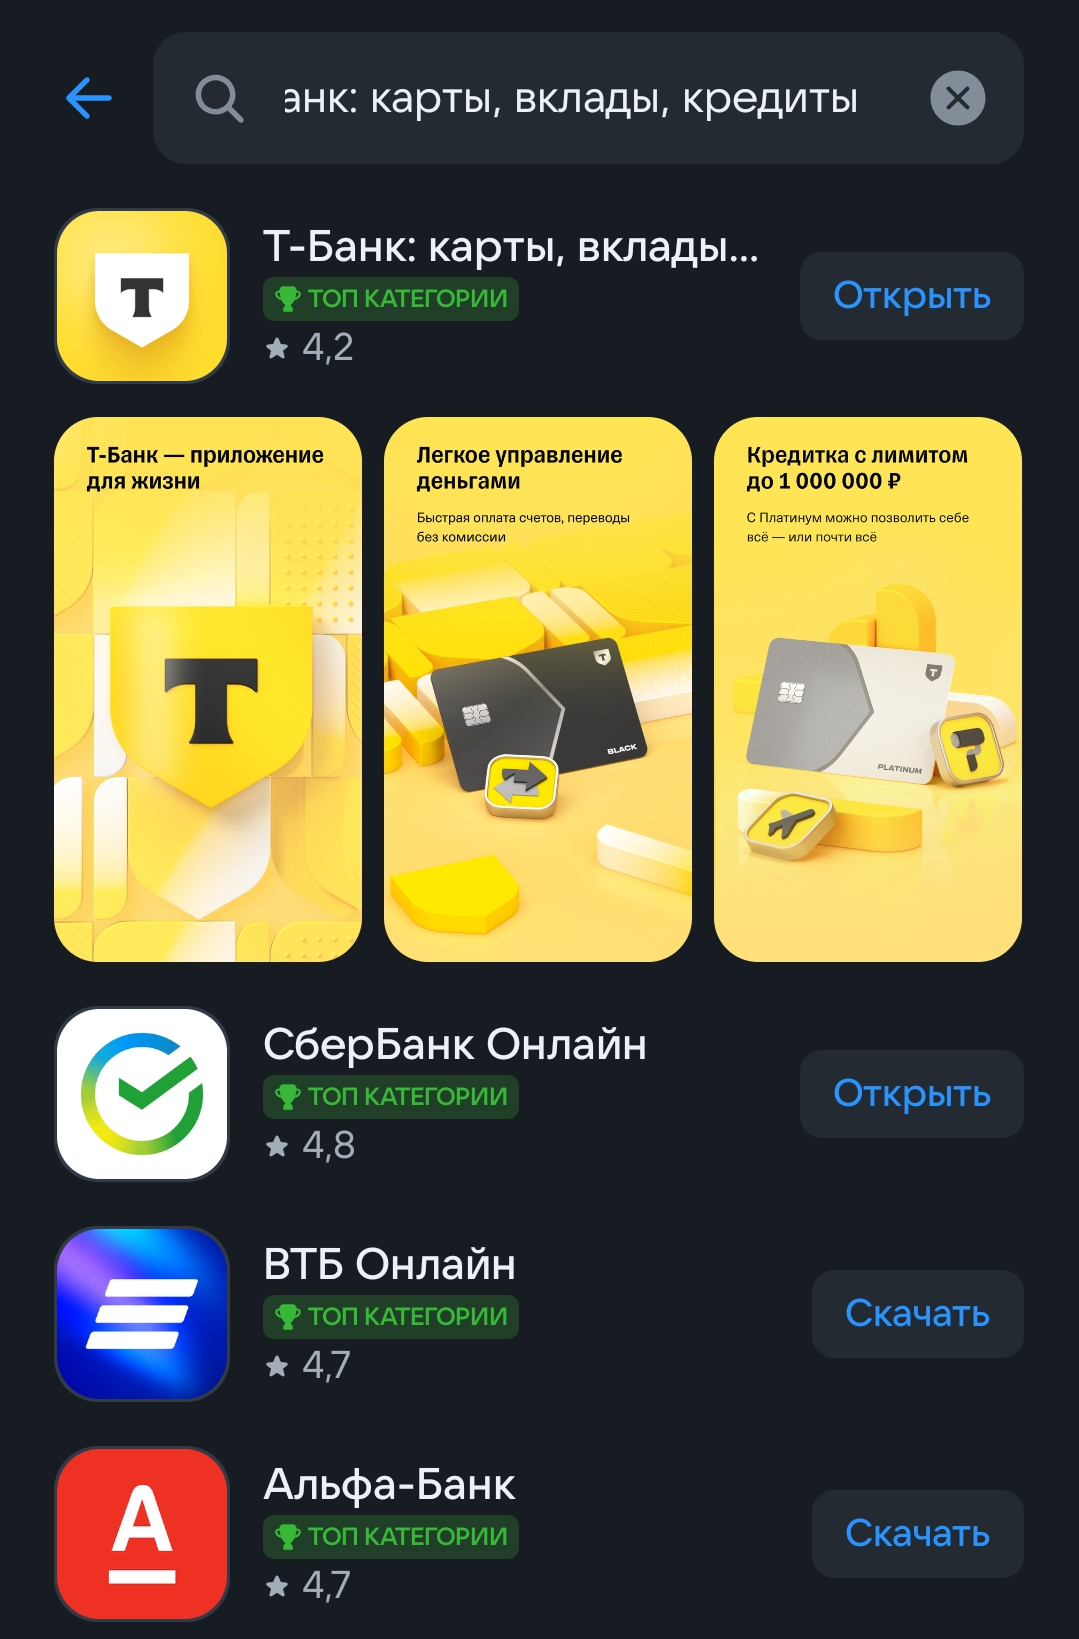 анк: карты, вклады, кредиты
Т-Банк: карты, вклады...
ТОП КАТЕГОРИИ
4,2
Открыть
Т-Банк — приложение
для жизни
Т
Легкое управление
деньгами
Быстрая оплата счетов, переводы
без комиссии
BLACK
Кредитка с лимитом
до 1 000 000 ₽
С Платинум можно позволить себе
всё — или почти всё
PLATINUM
СберБанк Онлайн
ТОП КАТЕГОРИИ
4,8
Открыть
ВТБ Онлайн
ТОП КАТЕГОРИИ
4,7
Скачать
А
Альфа-Банк
ТОП КАТЕГОРИИ
4,7
Скачать